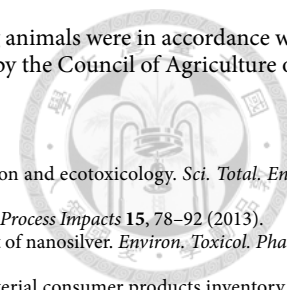 animals were in accordance w
by the Council of Agriculture o
on and ecotoxicology. Sci. Total. En
Process Impacts 15, 78–92 (2013).
of nanosilver. Environ. Toxicol. Pha
terial consumer products inventory